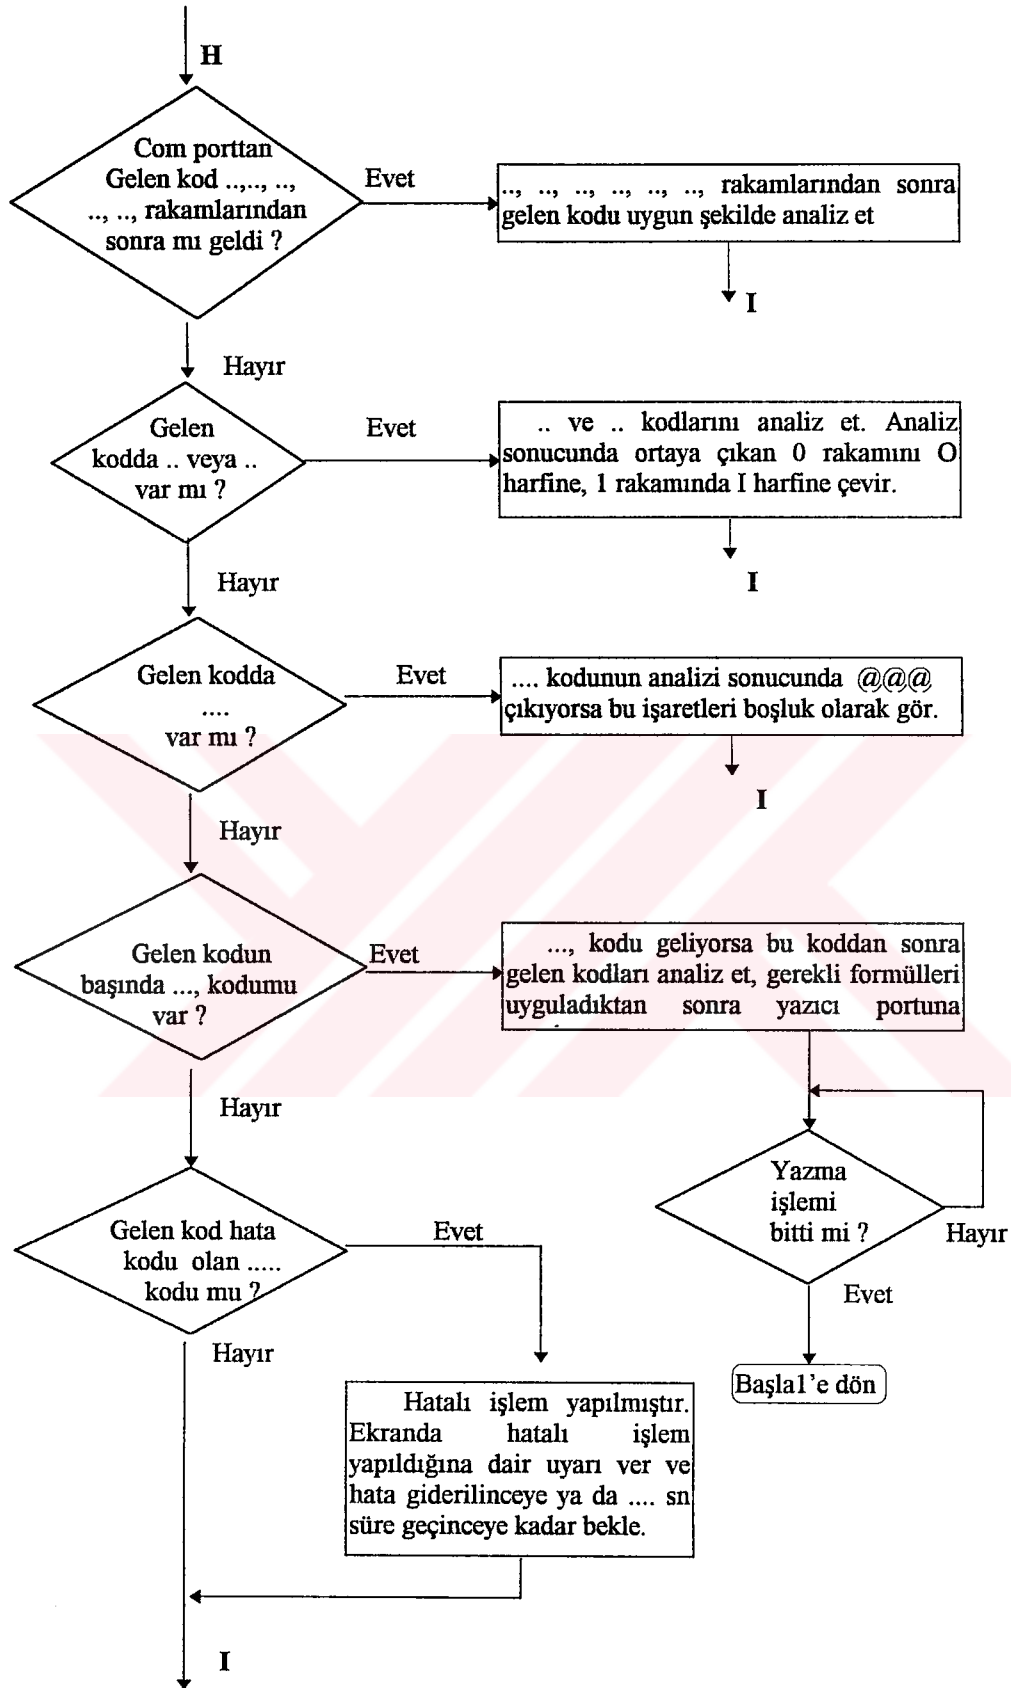 H
Com porttan
Gelen kod ..,.., ..,
.., .., rakamlarından
sonra mı geldi ?
Evet
.., .., .., .., .., .., rakamlarından sonra
gelen kodu uygun şekilde analiz et
I
Hayır
Gelen
kodda .. veya ..
var mı ?
Evet
.. ve .. kodlarını analiz et. Analiz
sonucunda ortaya çıkan 0 rakamını O
harfine, 1 rakamında I harfine çevir.
I
Hayır
Gelen kodda
....
var mı ?
Evet
.... kodunun analizi sonucunda @@@
çıkıyorsa bu işaretleri boşluk olarak gör.
I
Hayır
Gelen kodun
başında ..., kodumu
var ?
Evet
..., kodu geliyorsa bu koddan sonra
gelen kodları analiz et, gerekli formülleri
uyguladıktan sonra yazıcı portuna
Hayır
Yazma
işlemi
bitti mi ?
Hayır
Evet
Başla1'e dön
Gelen kod hata
kodu olan .....
kodu mu ?
Evet
Hayır
Hatalı işlem yapılmıştır.
Ekranda hatalı işlem
yapıldığına dair uyarı ver ve
hata giderilinceye ya da .... sn
süre geçinceye kadar bekle.
I